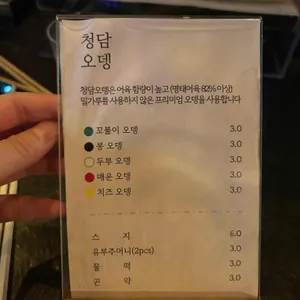 청담
오뎅
청담오뎅은 어육 함량이 높고 (명태어육 82% 이상)
밀가루를 사용하지 않은 프리미엄 오뎅을 사용합니다
꼬불이 오뎅 3.0
봉 오뎅 3.0
두부 오뎅 3.0
매운 오뎅 3.0
치즈 오뎅 3.0
스 지 6.0
유부주머니(2pcs) 3.0
물 떡 3.0
곤 약 3.0